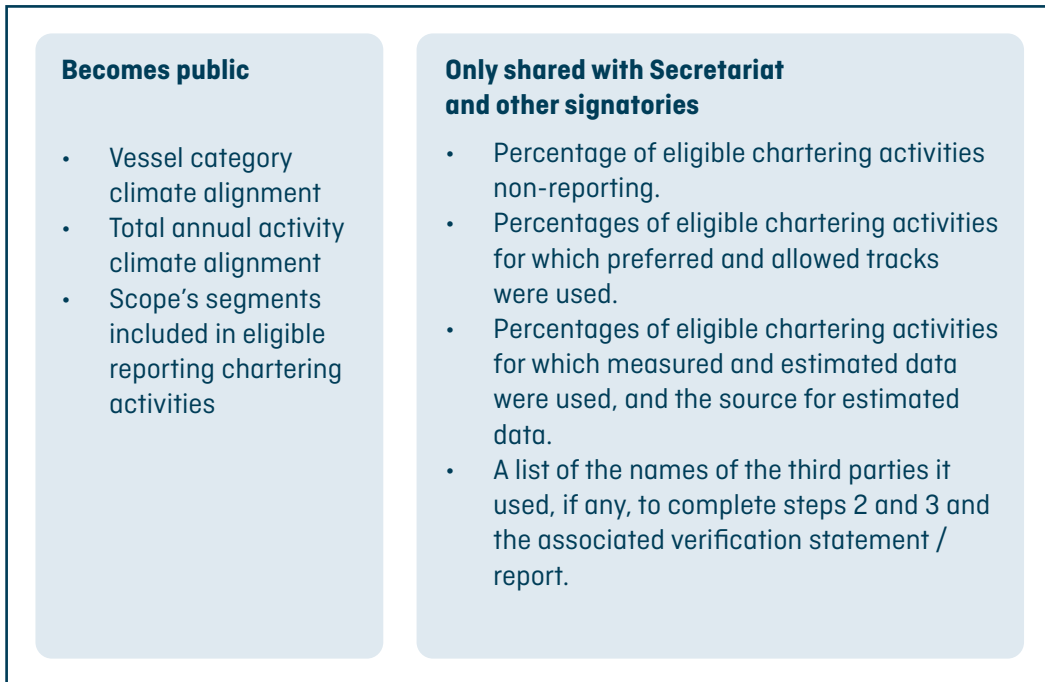 Becomes public
• Vessel category
climate alignment
• Total annual activity
climate alignment
• Scope’s segments
included in eligible
reporting chartering
activities
Only shared with Secretariat
and other signatories
• Percentage of eligible chartering activities
non-reporting.
• Percentages of eligible chartering activities
for which preferred and allowed tracks
were used.
• Percentages of eligible chartering activities
for which measured and estimated data
were used, and the source for estimated
data.
• A list of the names of the third parties it
used, if any, to complete steps 2 and 3 and
the associated verification statement /
report.